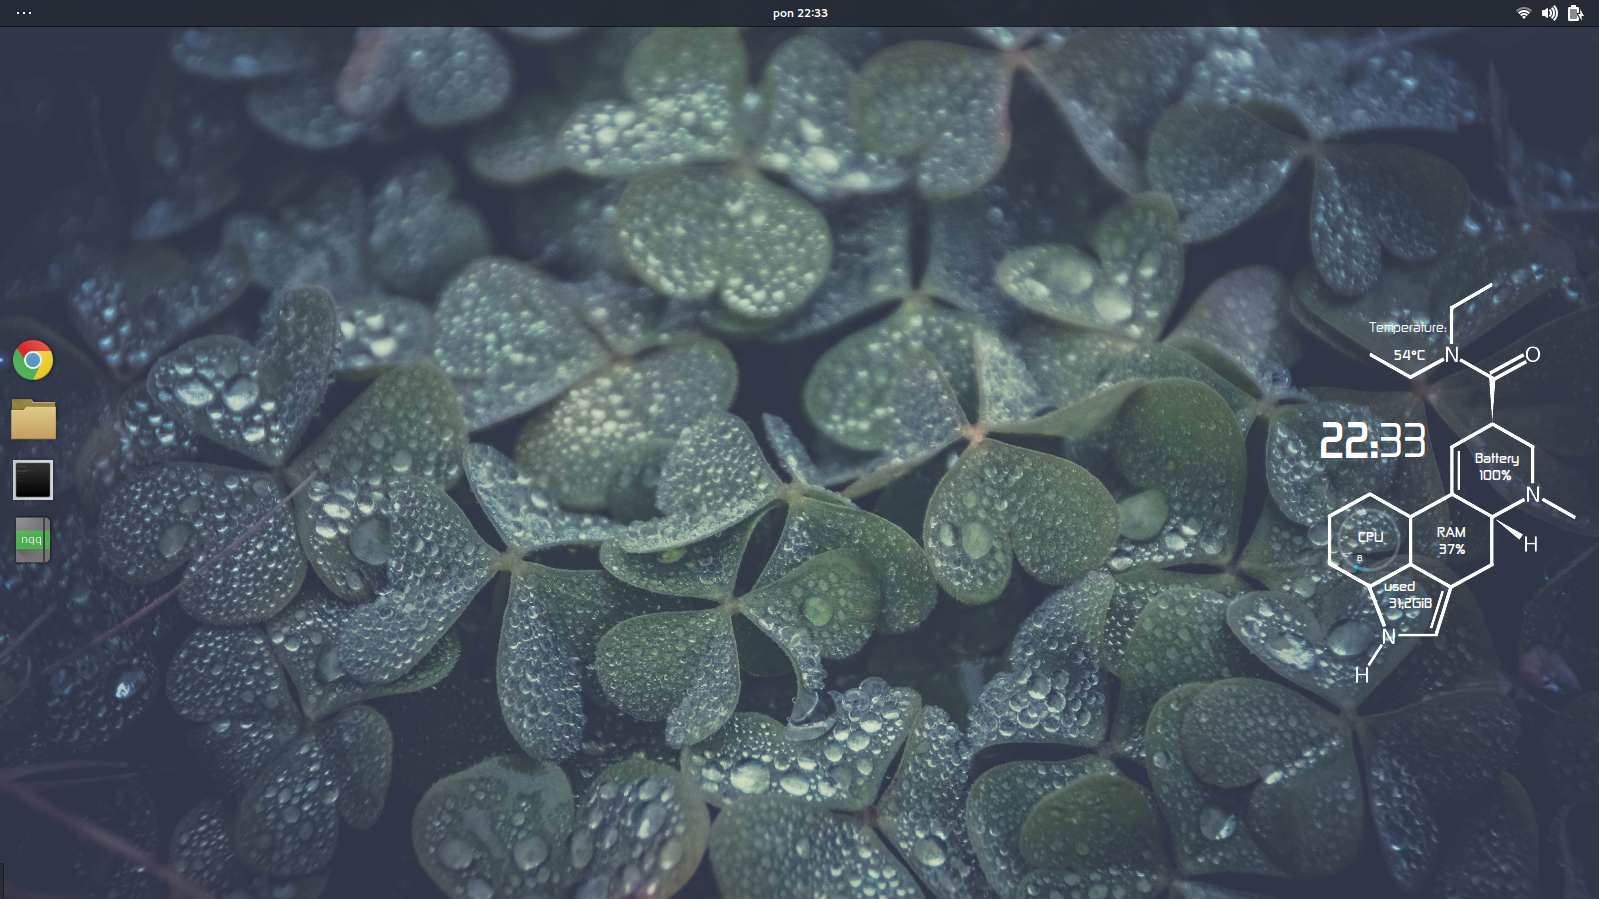 pon 22:33
Temperature:
54°C
N
O
22:33
Battery
100%
N
H
CPU
8
RAM
37%
used
31,2GiB
N
H
nqq